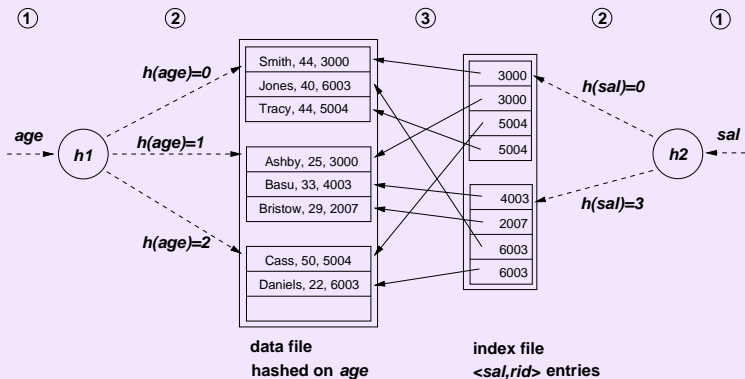 ① ② ③ ② ①
age
h1
h(age)=0
h(age)=1
h(age)=2
Smith, 44, 3000
Jones, 40, 6003
Tracy, 44, 5004
Ashby, 25, 3000
Basu, 33, 4003
Bristow, 29, 2007
Cass, 50, 5004
Daniels, 22, 6003
data file
hashed on age
3000
3000
5004
5004
4003
2007
6003
6003
index file
<sal,rid> entries
h(sal)=0
h(sal)=3
h2
sal